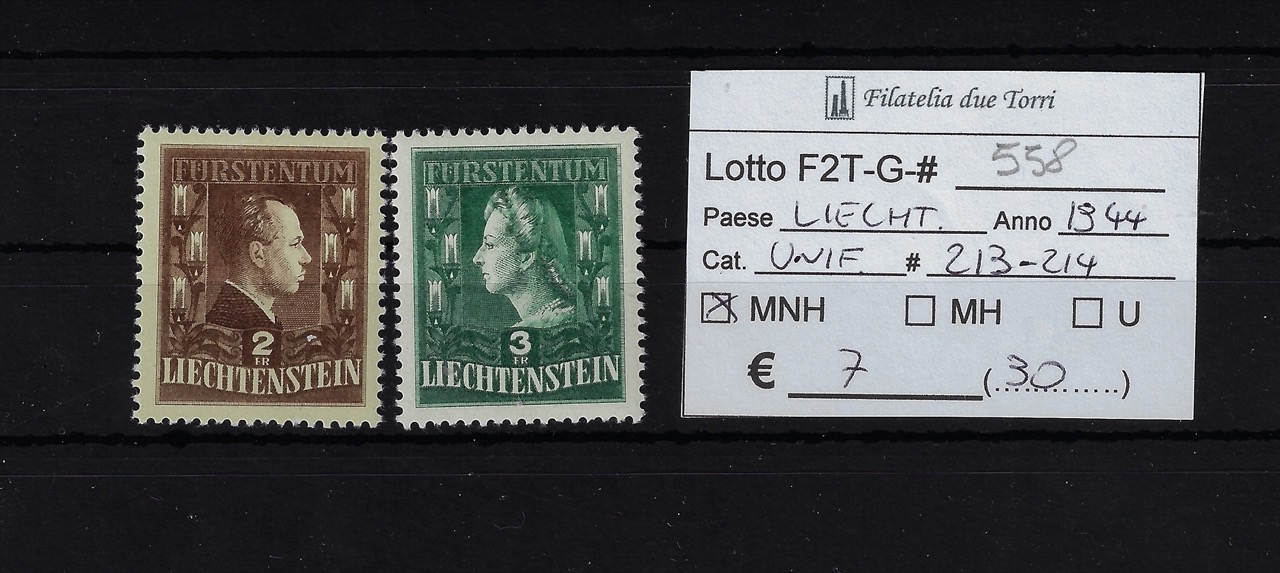 FURSTENTUM
2
FR
LIECHTENSTEIN
FURSTENTUM
3
FR
LIECHTENSTEIN
Filatelia due Torri
Lotto F2T-G-# 558
Paese LIECHT. Anno 1944
Cat. UNIF. # 213-214
MNH MH U
€ 7 (30............)